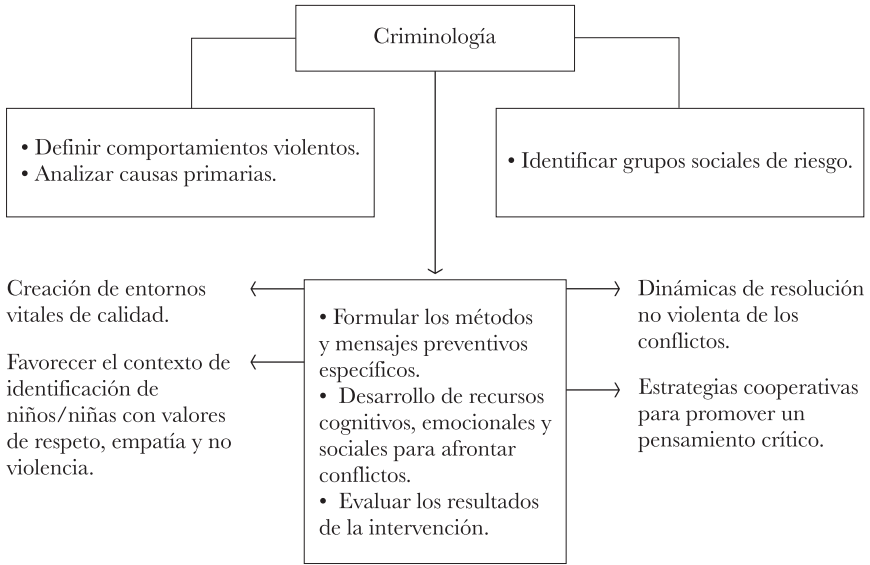 Criminología
• Definir comportamientos violentos.
• Analizar causas primarias.
• Identificar grupos sociales de riesgo.
Creación de entornos
vitales de calidad.
Favorecer el contexto de
identificación de
niños/niñas con valores
de respeto, empatía y no
violencia.
• Formular los métodos
y mensajes preventivos
específicos.
• Desarrollo de recursos
cognitivos, emocionales y
sociales para afrontar
conflictos.
• Evaluar los resultados
de la intervención.
Dinámicas de resolución
no violenta de los
conflictos.
Estrategias cooperativas
para promover un
pensamiento crítico.